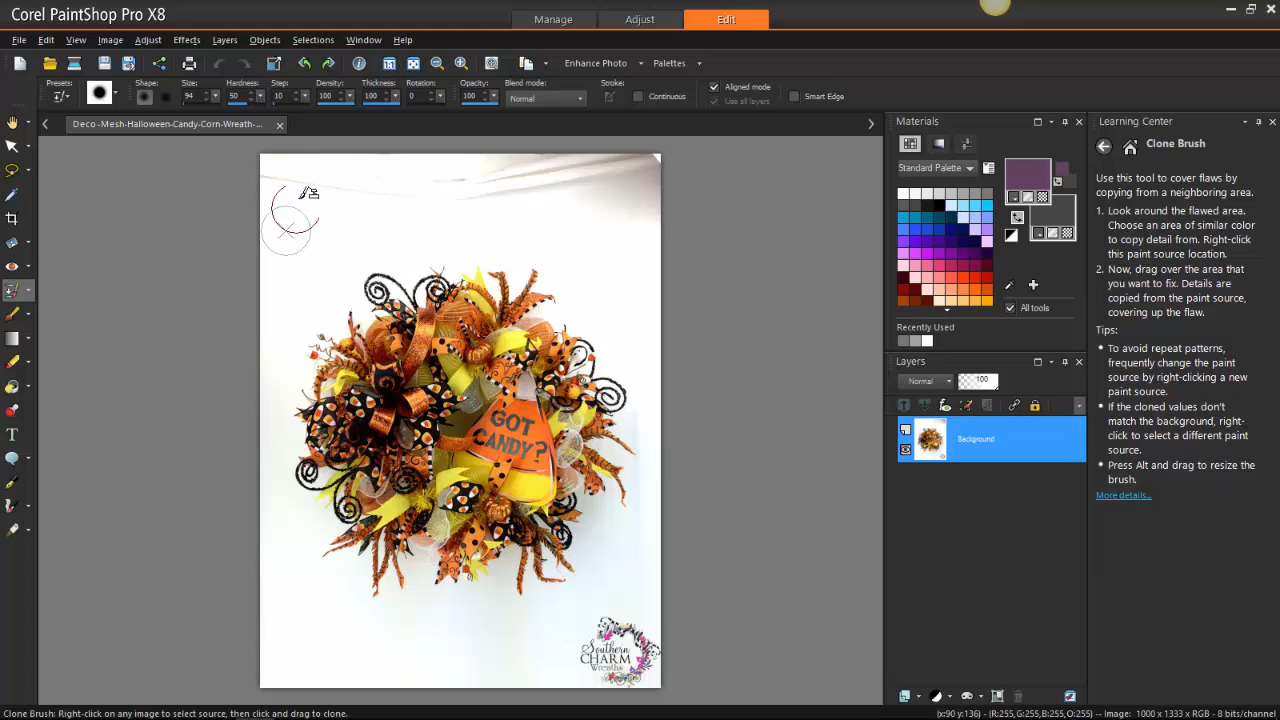 Corel PaintShop Pro X8
Manage
Adjust
Edit
File
Edit
View
Image
Adjust
Effects
Layers
Objects
Selections
Window
Help
Enhance Photo
Palettes
Presets:
Shape:
Size:
94
Hardness:
50
Step:
10
Density:
100
Thickness:
100
Rotation:
0
Opacity:
100
Blend mode:
Normal
Stroke:
Continuous
Aligned mode
Use all layers
Smart Edge
Deco-Mesh-Halloween-Candy-Corn-Wreath-...
GOT
CANDY?
Southern
CHARM
Wreaths
Materials
Standard Palette
All tools
Recently Used
Layers
Normal
100
Background
Learning Center
Clone Brush
Use this tool to cover flaws by
copying from a neighboring area.
1. Look around the flawed area.
Choose an area of similar color
to copy detail from. Right-click
this paint source location.
2. Now, drag over the area that
you want to fix. Details are
copied from the paint source,
covering up the flaw.
Tips:
• To avoid repeat patterns,
frequently change the paint
source by right-clicking a new
paint source.
• If the cloned values don't
match the background, right-
click to select a different paint
source.
• Press Alt and drag to resize the
brush.
More details...
Clone Brush: Right-click on any image to select source, then click and drag to clone.
(x:90 y:136) -- (R:255,G:255,B:255,O:255) -- Image: 1000 x 1333 x RGB - 8 bits/channel